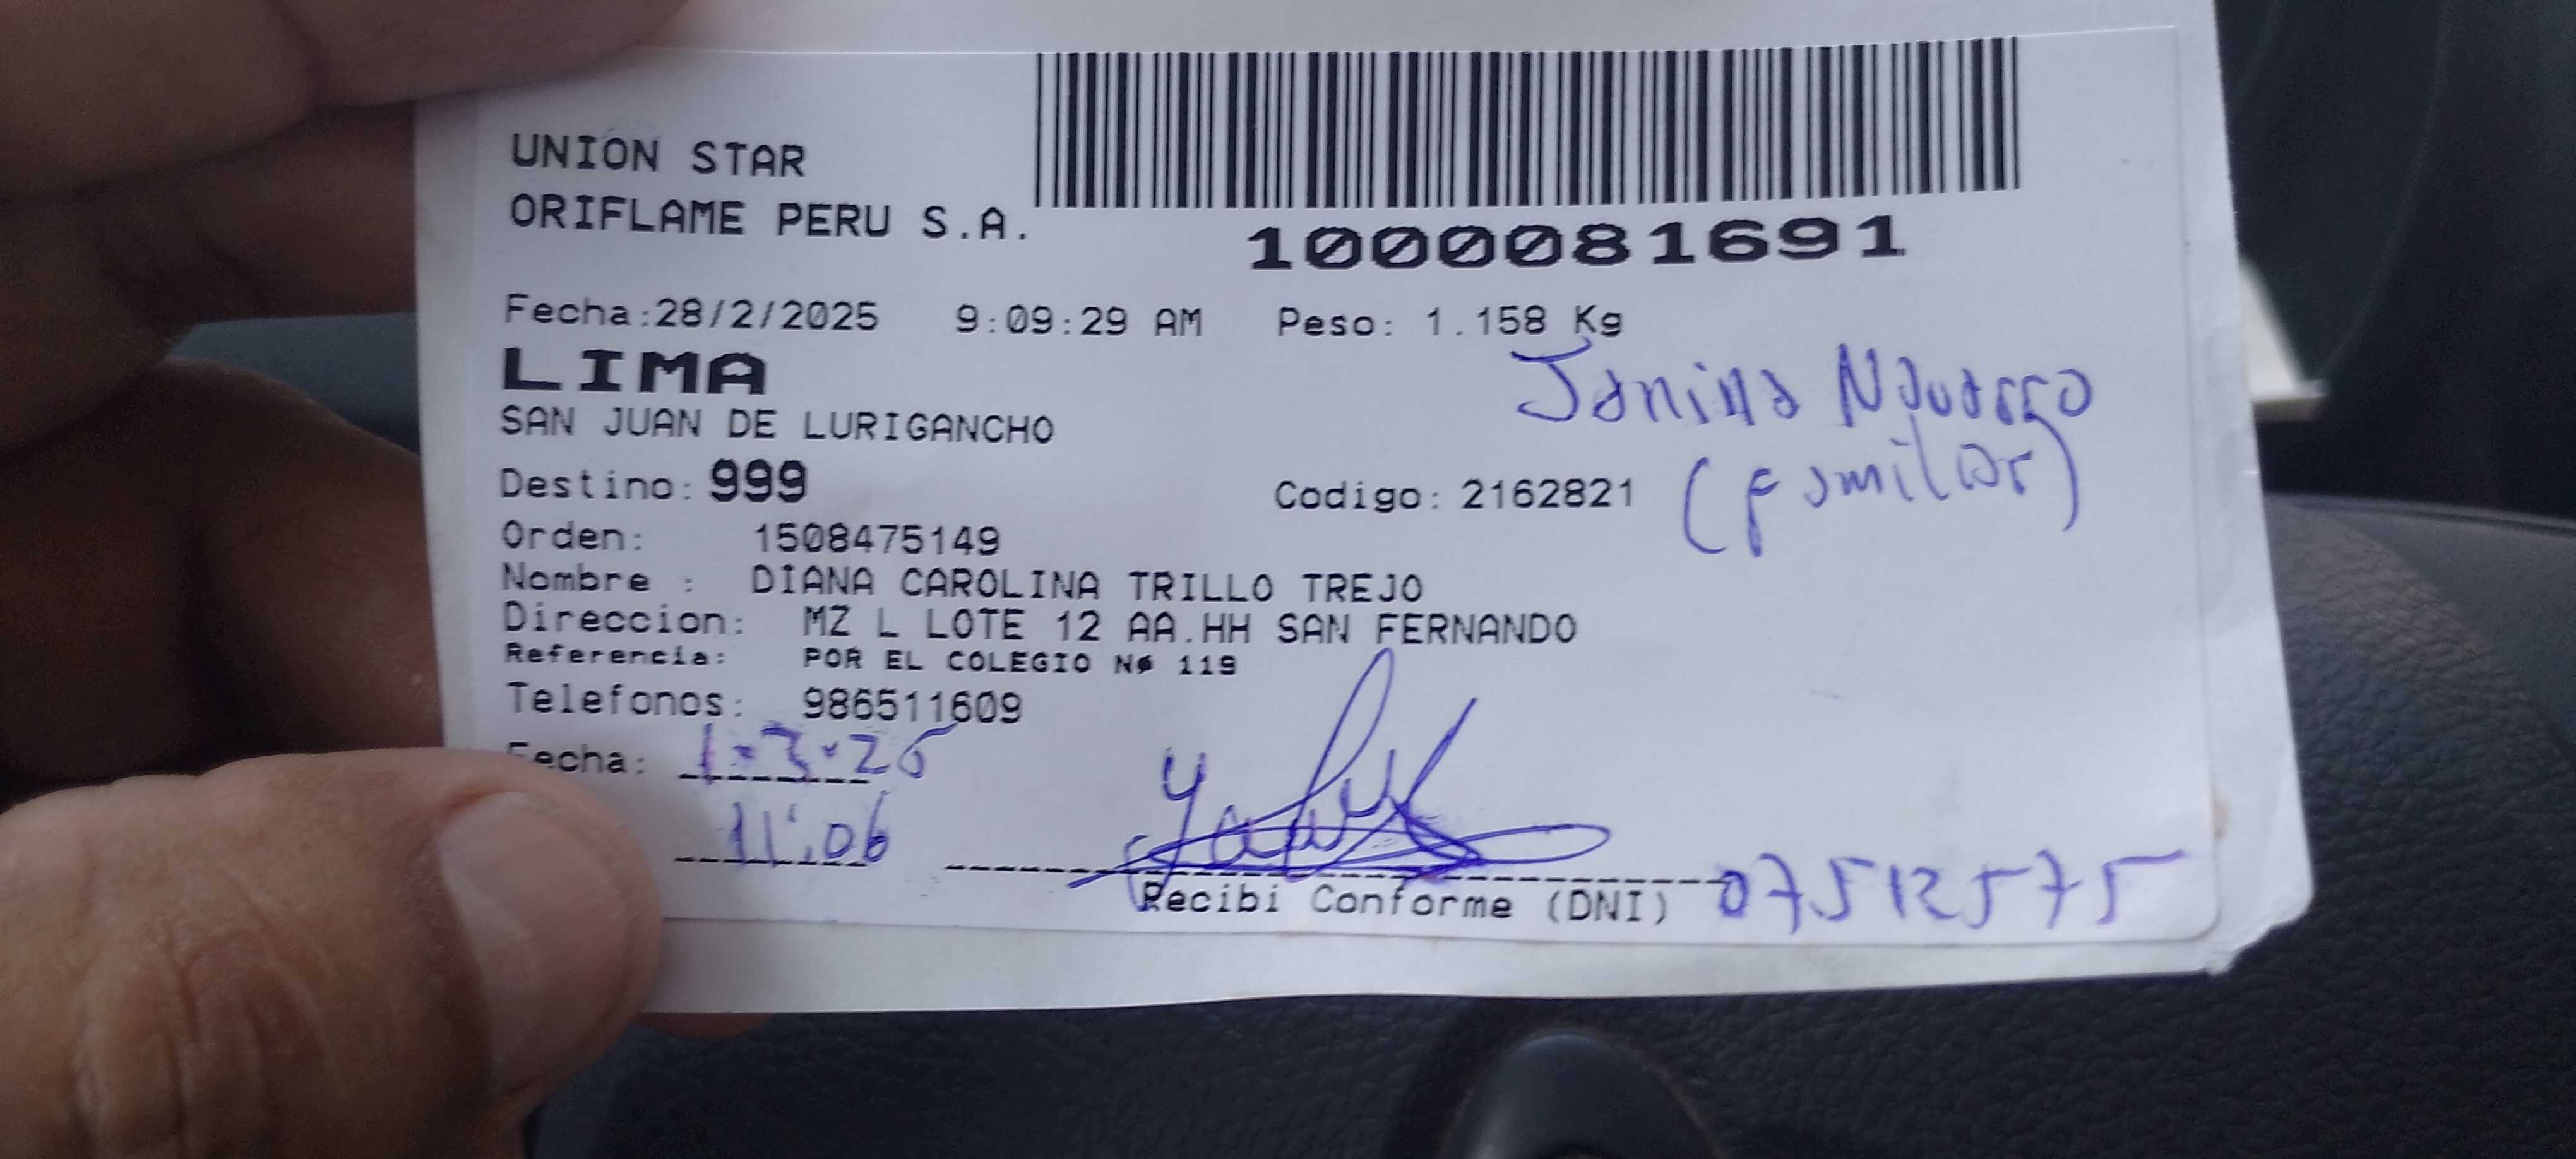 UNION STAR
ORIFLAME PERU S.A.
1000081691
Fecha:28/2/2025 9:09:29 AM Peso: 1.158 Kg
LIMA
Janina Navarro
SAN JUAN DE LURIGANCHO
(familiar)
Destino: 999 Codigo: 2162821
Orden: 1508475149
Nombre : DIANA CAROLINA TRILLO TREJO
Direccion: MZ L LOTE 12 AA.HH SAN FERNANDO
Referencia: POR EL COLEGIO Nø 119
Telefonos: 986511609
Fecha: 1-3-25
11:06
Recibi Conforme (DNI) 07512575